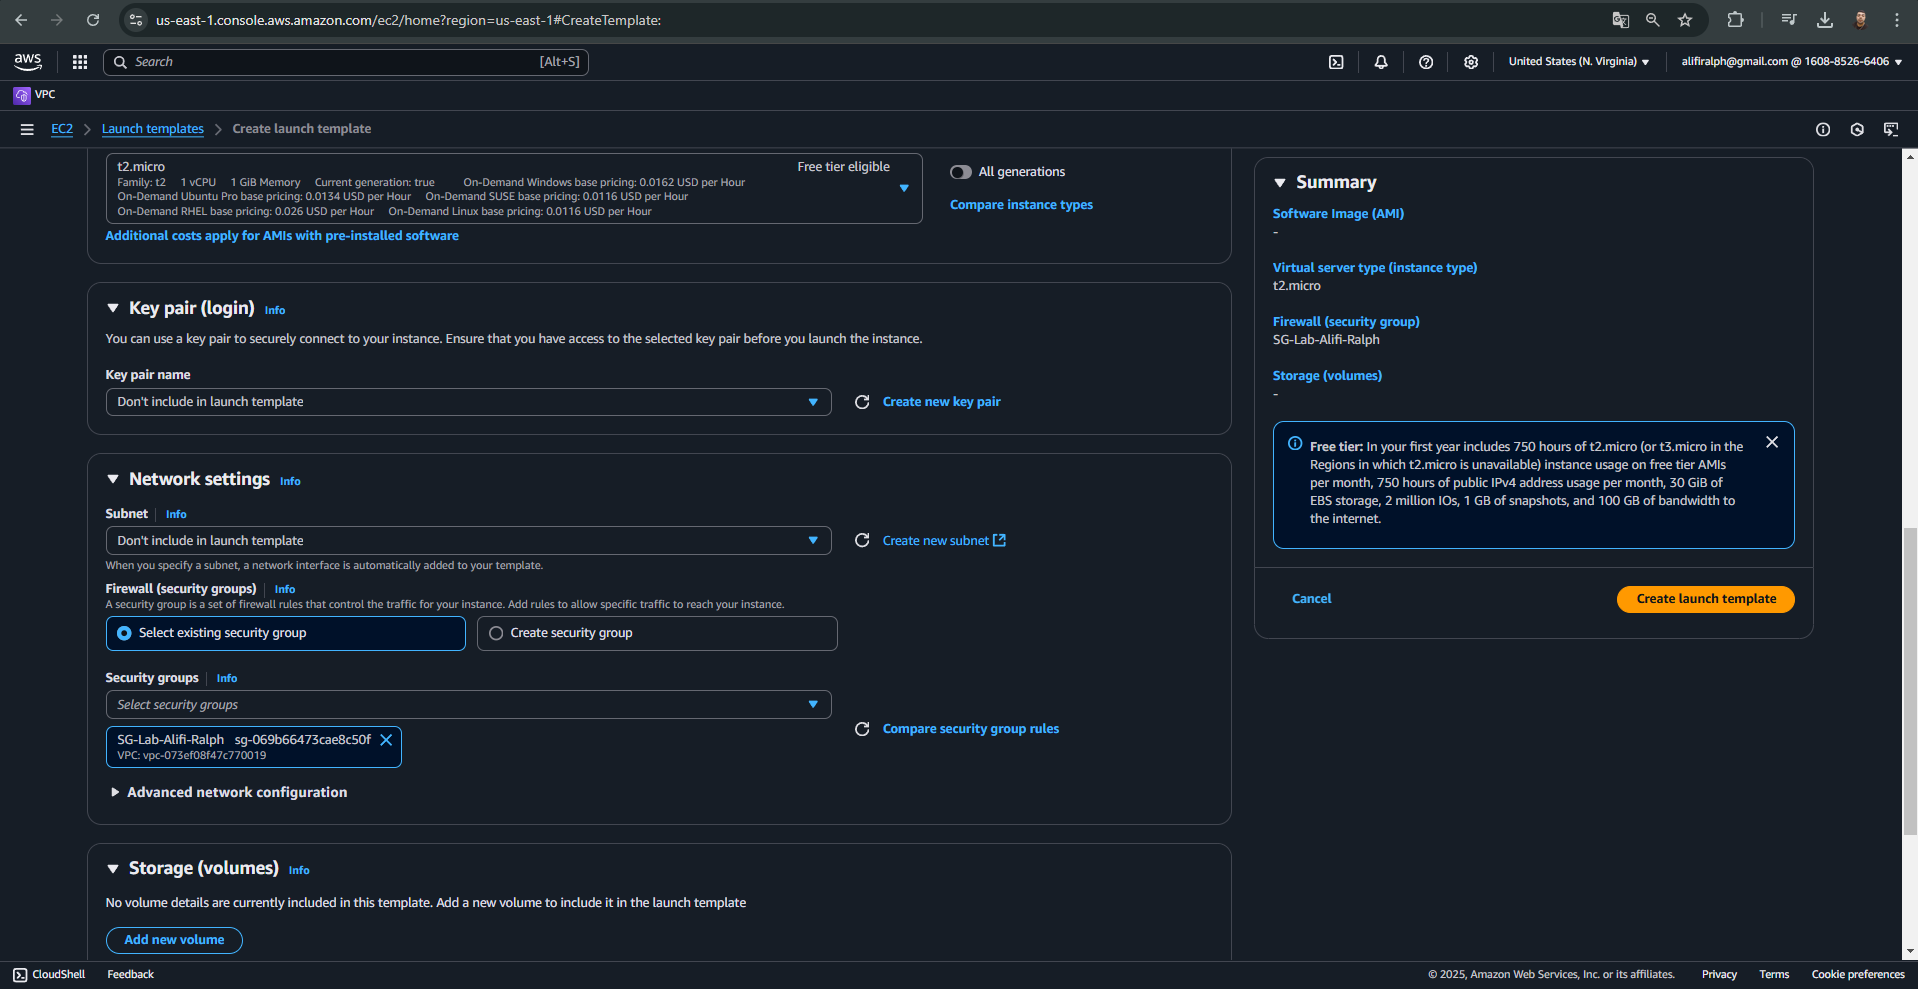 us-east-1.console.aws.amazon.com/ec2/home?region=us-east-1#CreateTemplate:
aws
Search
[Alt+S]
United States (N. Virginia)
alifiralph@gmail.com @ 1608-8526-6406
VPC
EC2
Launch templates
Create launch template
t2.micro
Free tier eligible
Family: t2 1 vCPU 1 GiB Memory Current generation: true On-Demand Windows base pricing: 0.0162 USD per Hour
On-Demand Ubuntu Pro base pricing: 0.0134 USD per Hour On-Demand SUSE base pricing: 0.0116 USD per Hour
On-Demand RHEL base pricing: 0.026 USD per Hour On-Demand Linux base pricing: 0.0116 USD per Hour
All generations
Compare instance types
Additional costs apply for AMIs with pre-installed software
Key pair (login) Info
You can use a key pair to securely connect to your instance. Ensure that you have access to the selected key pair before you launch the instance.
Key pair name
Don't include in launch template
Create new key pair
Network settings Info
Subnet Info
Don't include in launch template
Create new subnet
When you specify a subnet, a network interface is automatically added to your template.
Firewall (security groups) Info
A security group is a set of firewall rules that control the traffic for your instance. Add rules to allow specific traffic to reach your instance.
Select existing security group
Create security group
Security groups Info
Select security groups
Compare security group rules
SG-Lab-Alifi-Ralph sg-069b66473cae8c50f
VPC: vpc-073ef08f47c770019
Advanced network configuration
Storage (volumes) Info
No volume details are currently included in this template. Add a new volume to include it in the launch template
Add new volume
Summary
Software Image (AMI)
-
Virtual server type (instance type)
t2.micro
Firewall (security group)
SG-Lab-Alifi-Ralph
Storage (volumes)
-
Free tier: In your first year includes 750 hours of t2.micro (or t3.micro in the
Regions in which t2.micro is unavailable) instance usage on free tier AMIs
per month, 750 hours of public IPv4 address usage per month, 30 GiB of
EBS storage, 2 million IOs, 1 GB of snapshots, and 100 GB of bandwidth to
the internet.
Cancel
Create launch template
CloudShell
Feedback
© 2025, Amazon Web Services, Inc. or its affiliates.
Privacy
Terms
Cookie preferences